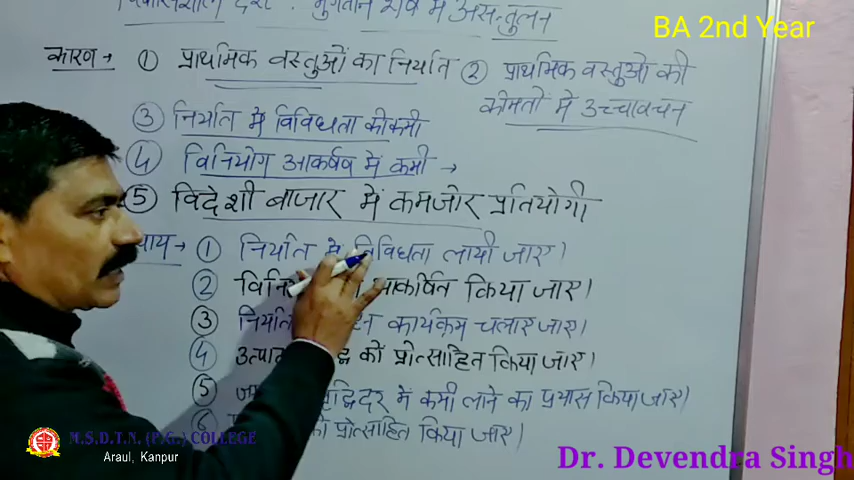 विकासशील देश : भुगतान शेष में असन्तुलन
BA 2nd Year
कारण → ① प्राथमिक वस्तुओं का निर्यात ② प्राथमिक वस्तुओ की
कीमतों में उच्चावचन
③ निर्यात में विविधता की कमी
④ विनियोग आकर्षण में कमी →
⑤ विदेशी बाजार में कमजोर प्रतियोगी
① निर्यात में विविधता लायी जाए।
② आकर्षित किया जाए।
③ निर्यात कार्यक्रम चलाए जाए।
④ को प्रोत्साहित किया जाए।
⑤ में कमी लाने का प्रयास किया जाए।
⑥ को प्रोत्साहित किया जाए।
M.S.D.T.N. (P.G.) COLLEGE
Araul, Kanpur
Dr. Devendra Singh